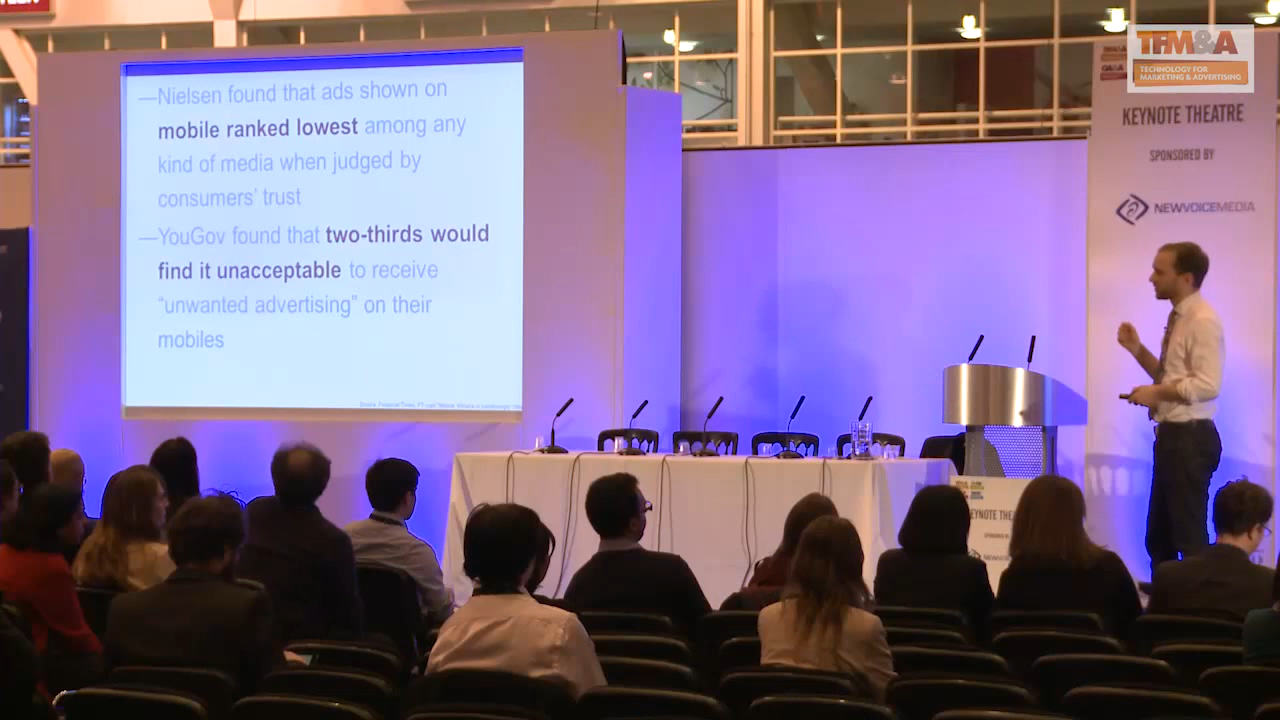 —Nielsen found that ads shown on
mobile ranked lowest among any
kind of media when judged by
consumers' trust
—YouGov found that two-thirds would
find it unacceptable to receive
“unwanted advertising” on their
mobiles
TFM&A
TECHNOLOGY FOR
MARKETING & ADVERTISING
KEYNOTE THEATRE
SPONSORED BY
NEWVOICEMEDIA